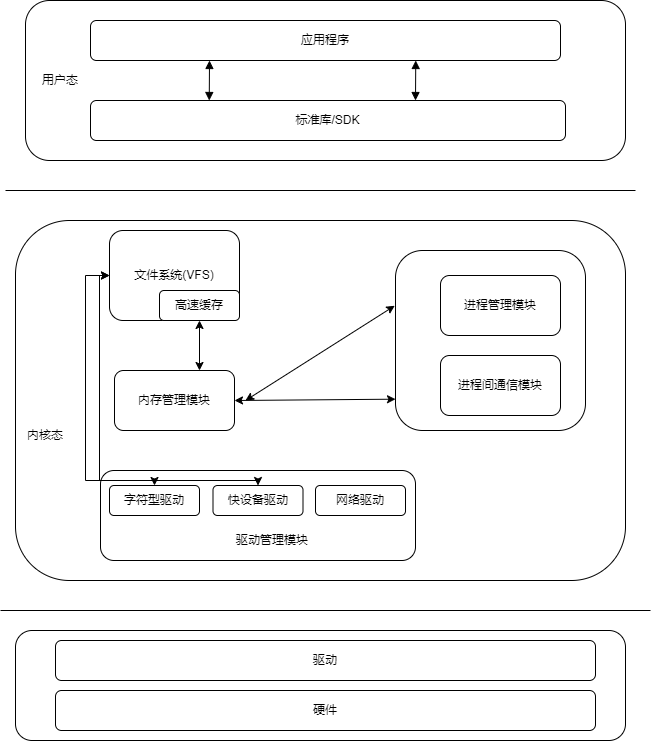 应用程序
用户态
标准库/SDK
文件系统(VFS)
高速缓存
进程管理模块
内存管理模块
进程间通信模块
内核态
字符型驱动
快设备驱动
网络驱动
驱动管理模块
驱动
硬件